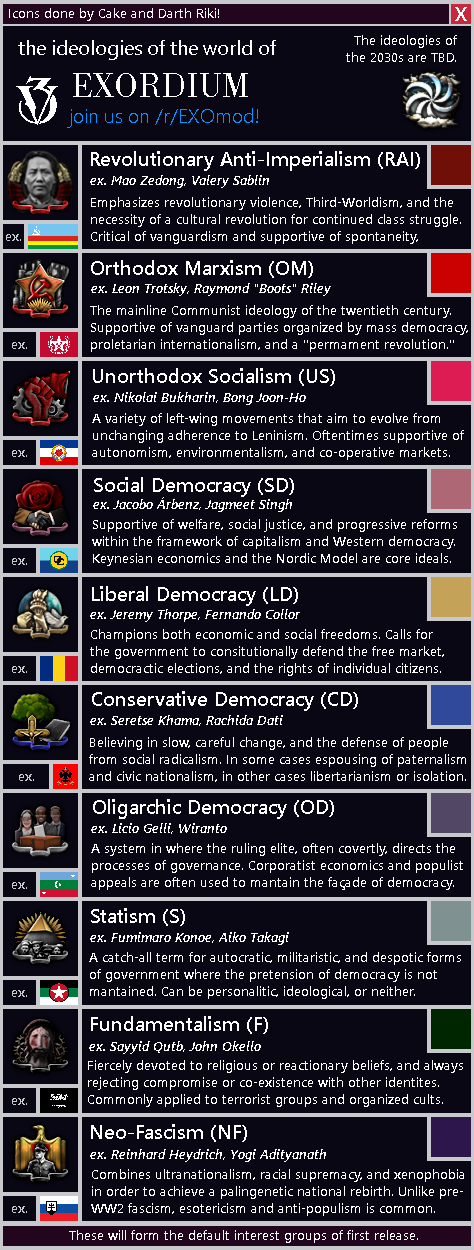 Icons done by Cake and Darth Riki!
X
the ideologies of the world of
EXORDIUM
join us on /r/EXOmod!
The ideologies of
the 2030s are TBD.
Revolutionary Anti-Imperialism (RAI)
ex. Mao Zedong, Valery Sablin
Emphasizes revolutionary violence, Third-Worldism, and the
necessity of a cultural revolution for continued class struggle.
Critical of vanguardism and supportive of spontaneity,
ex.
Orthodox Marxism (OM)
ex. Leon Trotsky, Raymond "Boots" Riley
The mainline Communist ideology of the twentieth century.
Supportive of vanguard parties organized by mass democracy,
proletarian internationalism, and a "permament revolution."
ex.
Unorthodox Socialism (US)
ex. Nikolai Bukharin, Bong Joon-Ho
A variety of left-wing movements that aim to evolve from
unchanging adherence to Leninism. Oftentimes supportive of
autonomism, environmentalism, and co-operative markets.
ex.
Social Democracy (SD)
ex. Jacobo Árbenz, Jagmeet Singh
Supportive of welfare, social justice, and progressive reforms
within the framework of capitalism and Western democracy.
Keynesian economics and the Nordic Model are core ideals.
ex.
Liberal Democracy (LD)
ex. Jeremy Thorpe, Fernando Collor
Champions both economic and social freedoms. Calls for
the government to consitutionally defend the free market,
democractic elections, and the rights of individual citizens.
ex.
Conservative Democracy (CD)
ex. Seretse Khama, Rachida Dati
Believing in slow, careful change, and the defense of people
from social radicalism. In some cases espousing of paternalism
and civic nationalism, in other cases libertarianism or isolation.
ex.
Oligarchic Democracy (OD)
ex. Licio Gelli, Wiranto
A system in where the ruling elite, often covertly, directs the
processes of governance. Corporatist economics and populist
appeals are often used to mantain the façade of democracy.
ex.
Statism (S)
ex. Fumimaro Konoe, Aiko Takagi
A catch-all term for autocratic, militaristic, and despotic forms
of government where the pretension of democracy is not
mantained. Can be personalitic, ideological, or neither.
ex.
Fundamentalism (F)
ex. Sayyid Qutb, John Okello
Fiercely devoted to religious or reactionary beliefs, and always
rejecting compromise or co-existence with other identities.
Commonly applied to terrorist groups and organized cults.
ex.
Neo-Fascism (NF)
ex. Reinhard Heydrich, Yogi Adityanath
Combines ultranationalism, racial supremacy, and xenophobia
in order to achieve a palingenetic national rebirth. Unlike pre-
WW2 fascism, esotericism and anti-populism is common.
ex.
These will form the default interest groups of first release.